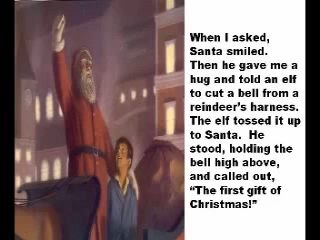 When I asked,
Santa smiled.
Then he gave me a
hug and told an elf
to cut a bell from a
reindeer’s harness.
The elf tossed it up
to Santa.  He
stood, holding the
bell high above,
and called out,
“The first gift of
Christmas!”